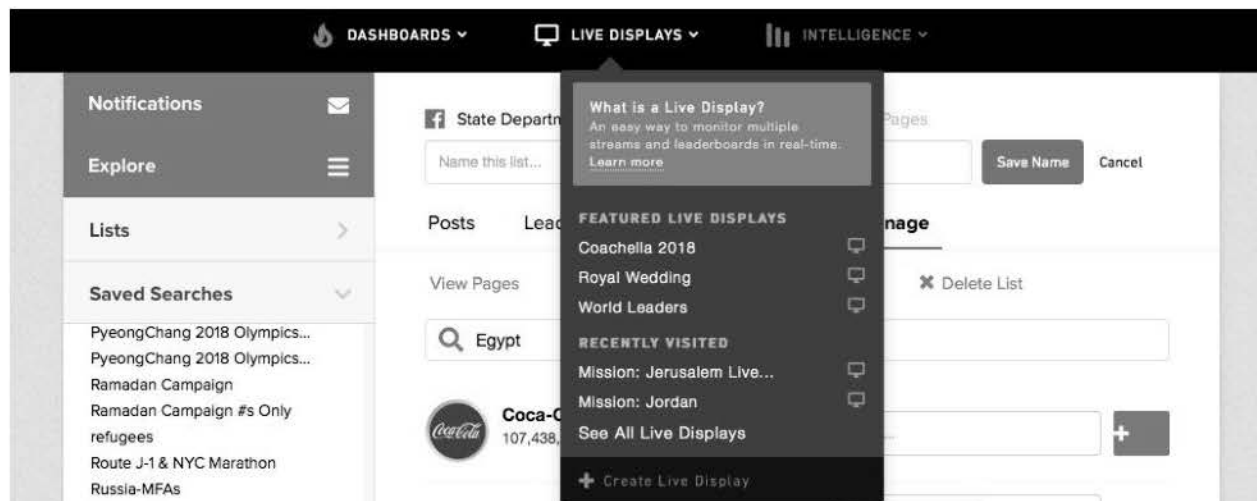 DASHBOARDS
LIVE DISPLAYS
INTELLIGENCE
Notifications
Explore
Lists
Saved Searches
PyeongChang 2018 Olympics...
PyeongChang 2018 Olympics...
Ramadan Campaign
Ramadan Campaign #s Only
refugees
Route J-1 & NYC Marathon
Russia-MFAs
State Departm
Pages
Name this list...
Save Name
Cancel
Posts
Lead
nage
View Pages
Delete List
Egypt
Coca-C
Coca-Cola
107,438,
What is a Live Display?
An easy way to monitor multiple
streams and leaderboards in real-time.
Learn more
FEATURED LIVE DISPLAYS
Coachella 2018
Royal Wedding
World Leaders
RECENTLY VISITED
Mission: Jerusalem Live...
Mission: Jordan
See All Live Displays
Create Live Display